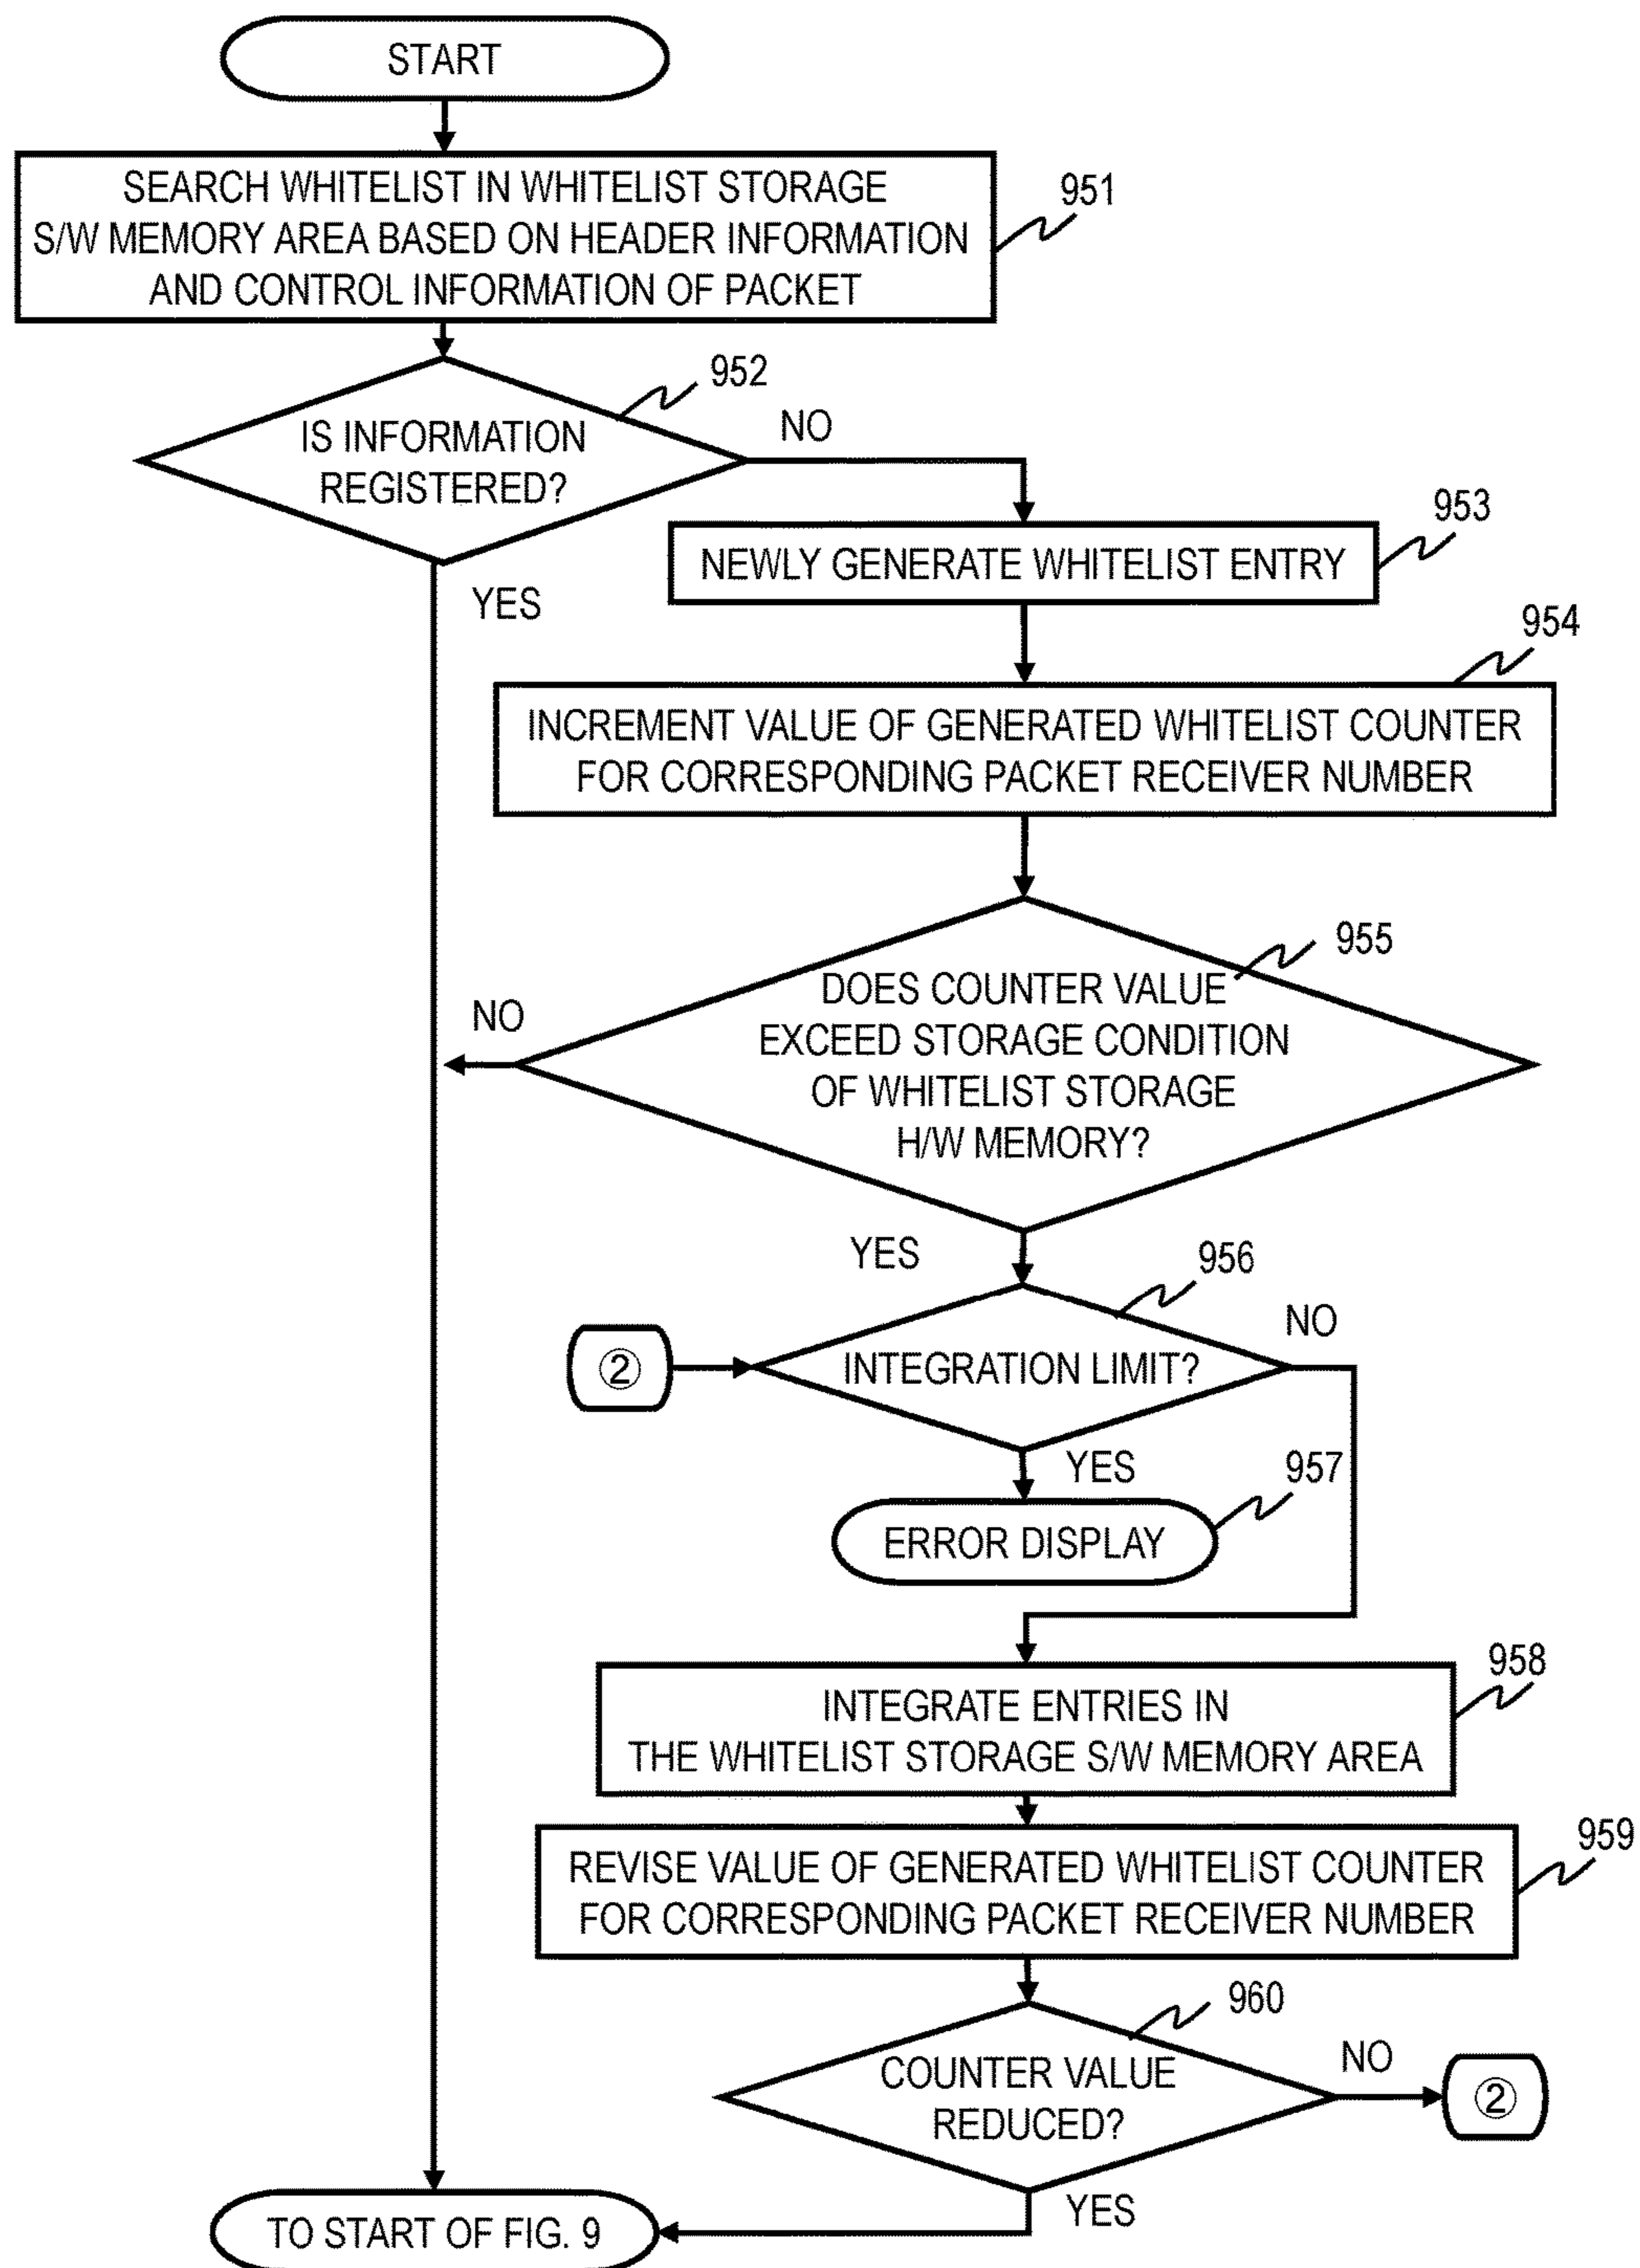 START
SEARCH WHITELIST IN WHITELIST STORAGE
S/W MEMORY AREA BASED ON HEADER INFORMATION
AND CONTROL INFORMATION OF PACKET
951
952
IS INFORMATION
REGISTERED?
NO
YES
953
NEWLY GENERATE WHITELIST ENTRY
954
INCREMENT VALUE OF GENERATED WHITELIST COUNTER
FOR CORRESPONDING PACKET RECEIVER NUMBER
955
DOES COUNTER VALUE
EXCEED STORAGE CONDITION
OF WHITELIST STORAGE
H/W MEMORY?
NO
YES
956
②
INTEGRATION LIMIT?
NO
YES
957
ERROR DISPLAY
958
INTEGRATE ENTRIES IN
THE WHITELIST STORAGE S/W MEMORY AREA
959
REVISE VALUE OF GENERATED WHITELIST COUNTER
FOR CORRESPONDING PACKET RECEIVER NUMBER
960
COUNTER VALUE
REDUCED?
NO
②
YES
TO START OF FIG. 9